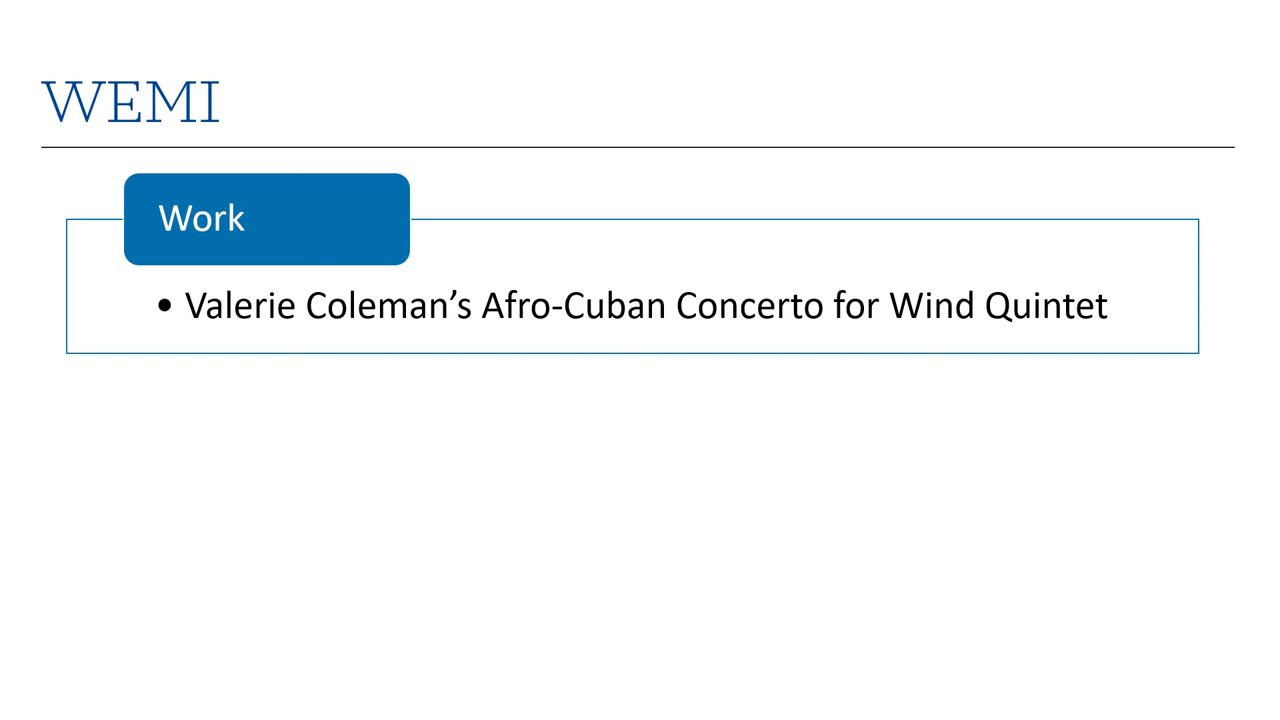 WEMI
Work
• Valerie Coleman’s Afro-Cuban Concerto for Wind Quintet